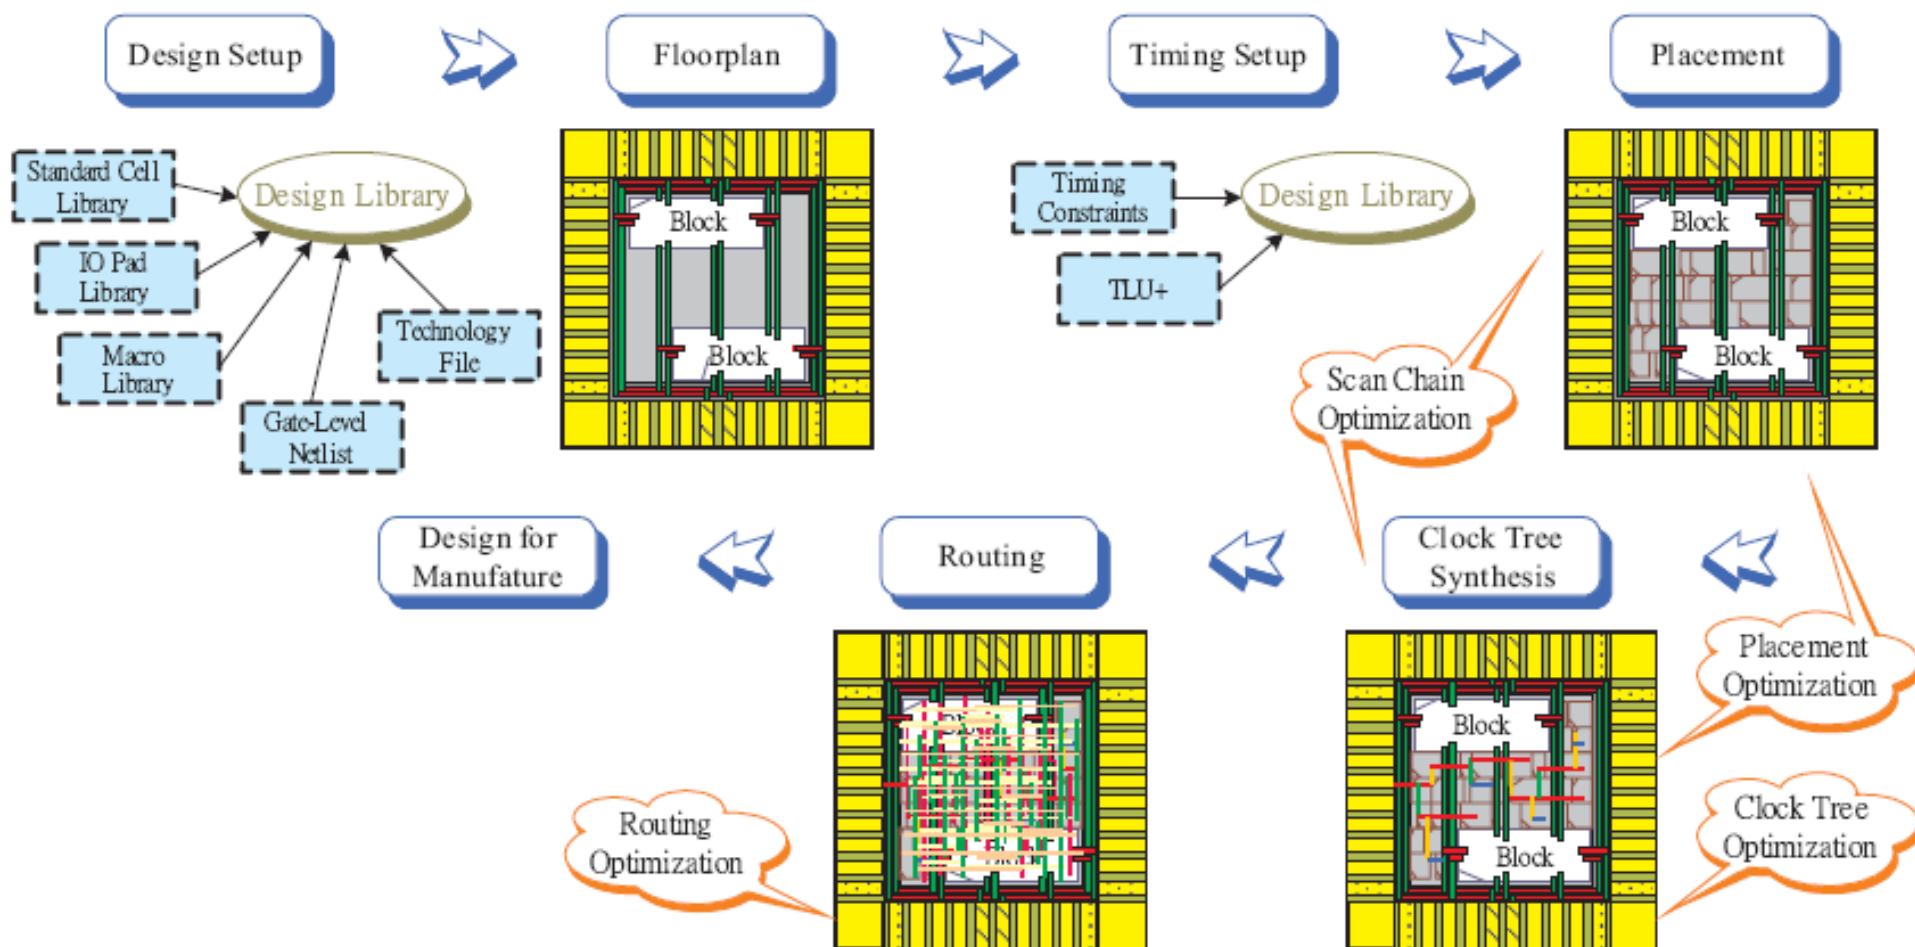 Design Setup
Floorplan
Timing Setup
Placement
Standard Cell
Library
Design Library
IO Pad
Library
Macro
Library
Gate-Level
Netlist
Technology
File
Block
Block
Timing
Constraints
Design Library
TLU+
Block
Block
Scan Chain
Optimization
Design for
Manufature
Routing
Clock Tree
Synthesis
Placement
Optimization
Block
Block
Clock Tree
Optimization
Routing
Optimization